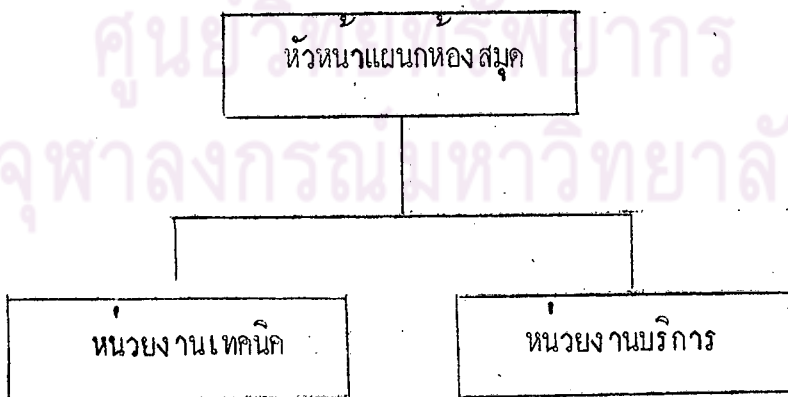 ศูนย์วิทยทรัพยากร
หัวหน้าแผนกห้องสมุด
จุฬาลงกรณ์มหาวิทยาลั
หน่วยงานเทคนิค
หน่วยงานบริการ